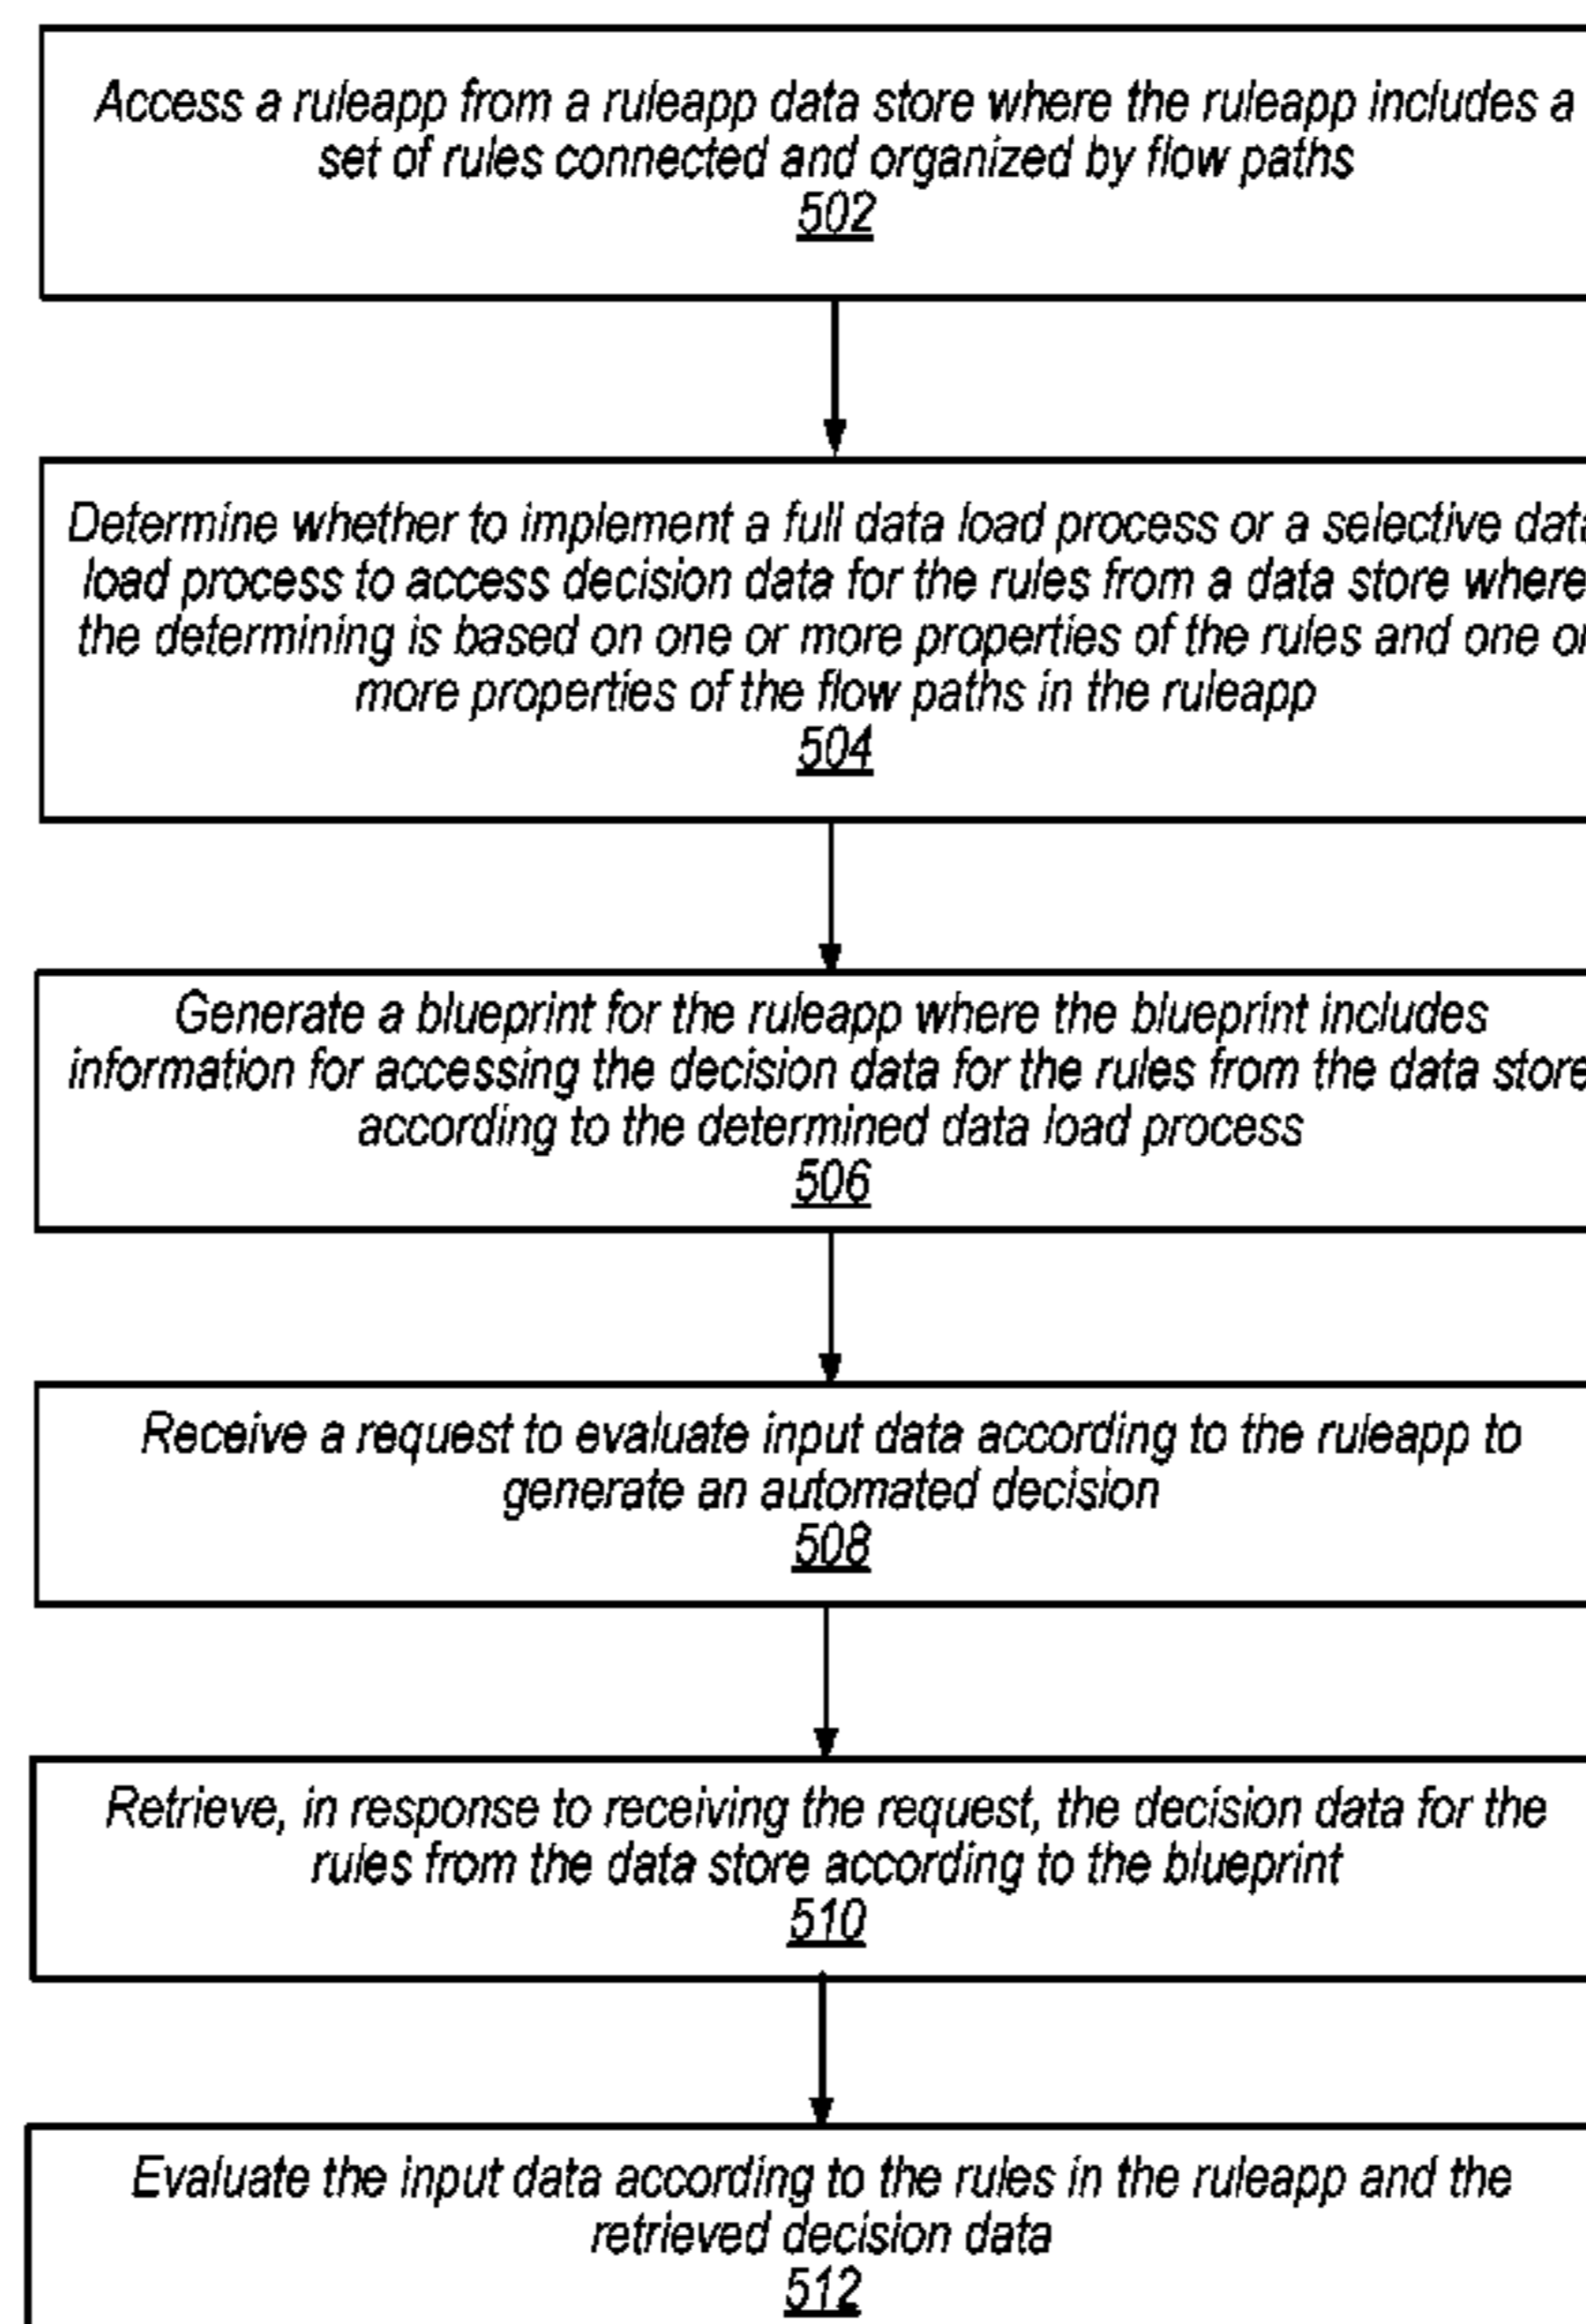 Access a ruleapp from a ruleapp data store where the ruleapp includes a
set of rules connected and organized by flow paths
502
Determine whether to implement a full data load process or a selective data
load process to access decision data for the rules from a data store where
the determining is based on one or more properties of the rules and one or
more properties of the flow paths in the ruleapp
504
Generate a blueprint for the ruleapp where the blueprint includes
information for accessing the decision data for the rules from the data store
according to the determined data load process
506
Receive a request to evaluate input data according to the ruleapp to
generate an automated decision
508
Retrieve, in response to receiving the request, the decision data for the
rules from the data store according to the blueprint
510
Evaluate the input data according to the rules in the ruleapp and the
retrieved decision data
512